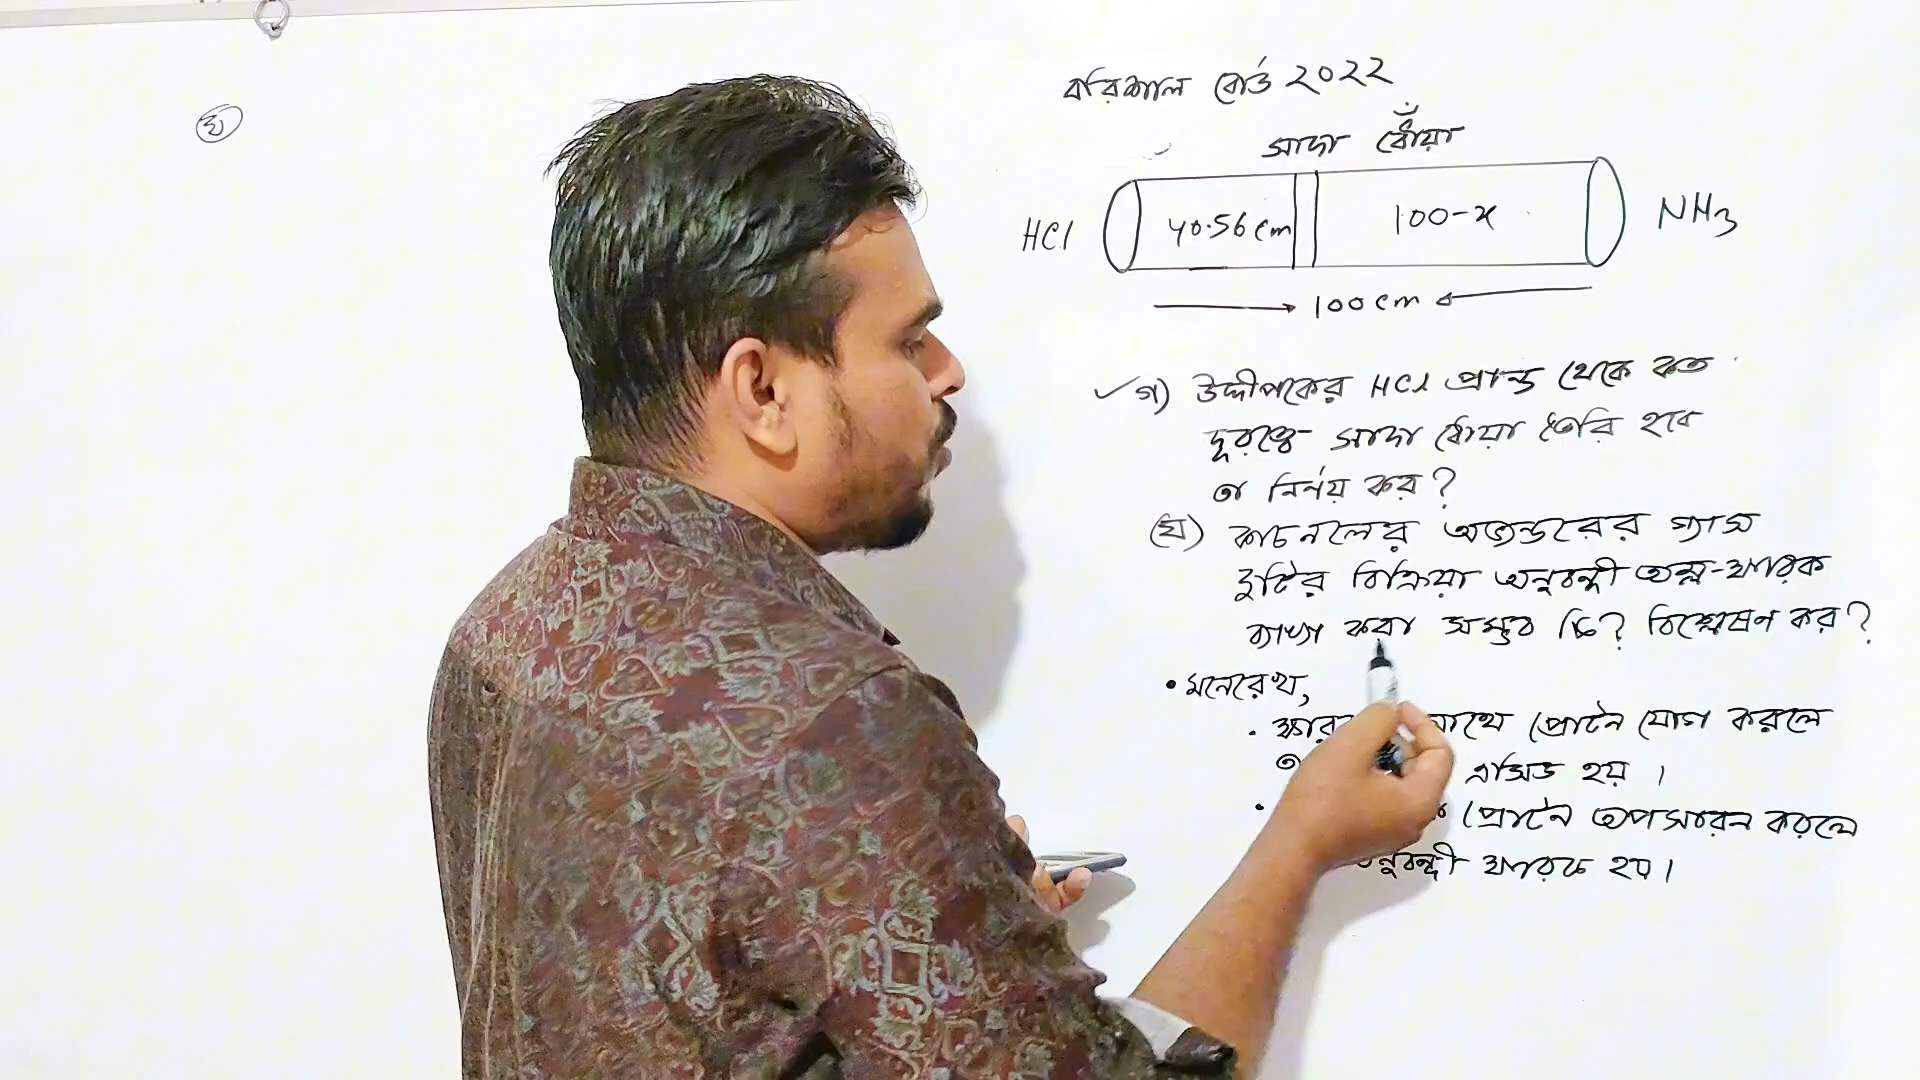 ঘ
বরিশাল বোর্ড ২০২২
সাদা ধোঁয়া
HCl 40.56 cm 100-x NH3
100 cm
গ) উদ্দীপকের HCl প্রান্ত থেকে কত
দূরত্বে সাদা ধোঁয়া তৈরি হবে
তা নির্ণয় কর?
(ঘ) কাচনলের অভ্যন্তরের গ্যাস
দুটির বিক্রিয়া অনুবন্ধী অম্ল-ক্ষারক
ব্যাখ্যা করা সম্ভব কি? বিশ্লেষণ কর?
• মনেরেখ,
প্রোটন যোগ করলে
এসিড হয়।
প্রোটন অপসারন করলে
ক্ষারক হয়।